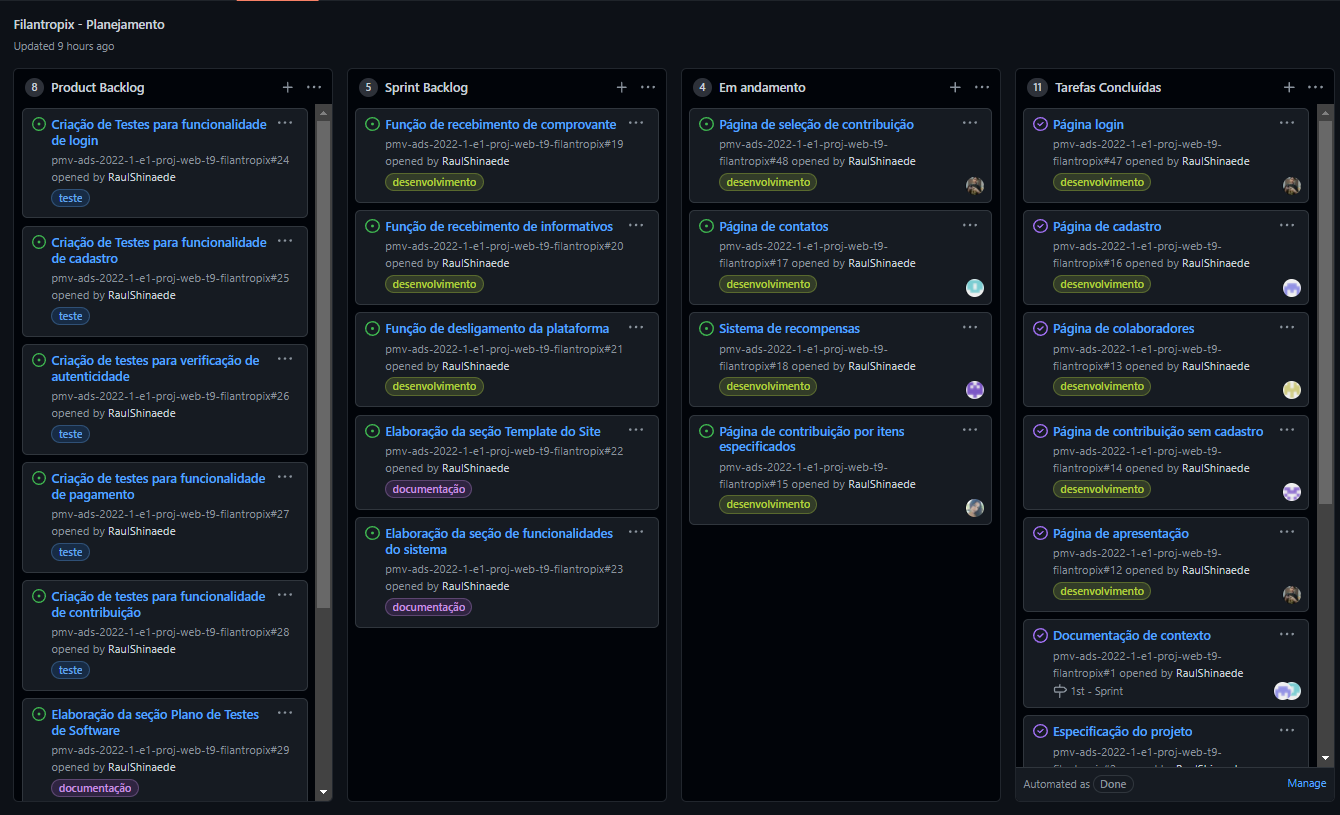 Filantropix - Planejamento
Updated 9 hours ago
8 Product Backlog
Criação de Testes para funcionalidade
de login
pmv-ads-2022-1-e1-proj-web-t9-filantropix#24
opened by RaulShinaede
teste
Criação de Testes para funcionalidade
de cadastro
pmv-ads-2022-1-e1-proj-web-t9-filantropix#25
opened by RaulShinaede
teste
Criação de testes para verificação de
autenticidade
pmv-ads-2022-1-e1-proj-web-t9-filantropix#26
opened by RaulShinaede
teste
Criação de testes para funcionalidade
de pagamento
pmv-ads-2022-1-e1-proj-web-t9-filantropix#27
opened by RaulShinaede
teste
Criação de testes para funcionalidade
de contribuição
pmv-ads-2022-1-e1-proj-web-t9-filantropix#28
opened by RaulShinaede
teste
Elaboração da seção Plano de Testes
de Software
pmv-ads-2022-1-e1-proj-web-t9-filantropix#29
opened by RaulShinaede
documentação
5 Sprint Backlog
Função de recebimento de comprovante
pmv-ads-2022-1-e1-proj-web-t9-filantropix#19
opened by RaulShinaede
desenvolvimento
Função de recebimento de informativos
pmv-ads-2022-1-e1-proj-web-t9-filantropix#20
opened by RaulShinaede
desenvolvimento
Função de desligamento da plataforma
pmv-ads-2022-1-e1-proj-web-t9-filantropix#21
opened by RaulShinaede
desenvolvimento
Elaboração da seção Template do Site
pmv-ads-2022-1-e1-proj-web-t9-filantropix#22
opened by RaulShinaede
documentação
Elaboração da seção de funcionalidades
do sistema
pmv-ads-2022-1-e1-proj-web-t9-filantropix#23
opened by RaulShinaede
documentação
4 Em andamento
Página de seleção de contribuição
pmv-ads-2022-1-e1-proj-web-t9-
filantropix#48 opened by RaulShinaede
desenvolvimento
Página de contatos
pmv-ads-2022-1-e1-proj-web-t9-
filantropix#17 opened by RaulShinaede
desenvolvimento
Sistema de recompensas
pmv-ads-2022-1-e1-proj-web-t9-
filantropix#18 opened by RaulShinaede
desenvolvimento
Página de contribuição por itens
especificados
pmv-ads-2022-1-e1-proj-web-t9-
filantropix#15 opened by RaulShinaede
desenvolvimento
11 Tarefas Concluídas
Página login
pmv-ads-2022-1-e1-proj-web-t9-
filantropix#47 opened by RaulShinaede
desenvolvimento
Página de cadastro
pmv-ads-2022-1-e1-proj-web-t9-
filantropix#16 opened by RaulShinaede
desenvolvimento
Página de colaboradores
pmv-ads-2022-1-e1-proj-web-t9-
filantropix#13 opened by RaulShinaede
desenvolvimento
Página de contribuição sem cadastro
pmv-ads-2022-1-e1-proj-web-t9-
filantropix#14 opened by RaulShinaede
desenvolvimento
Página de apresentação
pmv-ads-2022-1-e1-proj-web-t9-
filantropix#12 opened by RaulShinaede
desenvolvimento
Documentação de contexto
pmv-ads-2022-1-e1-proj-web-t9-
filantropix#1 opened by RaulShinaede
1st - Sprint
Especificação do projeto
pmv-ads-2022-1-e1-proj-web-t9-
Automated as Done
Manage